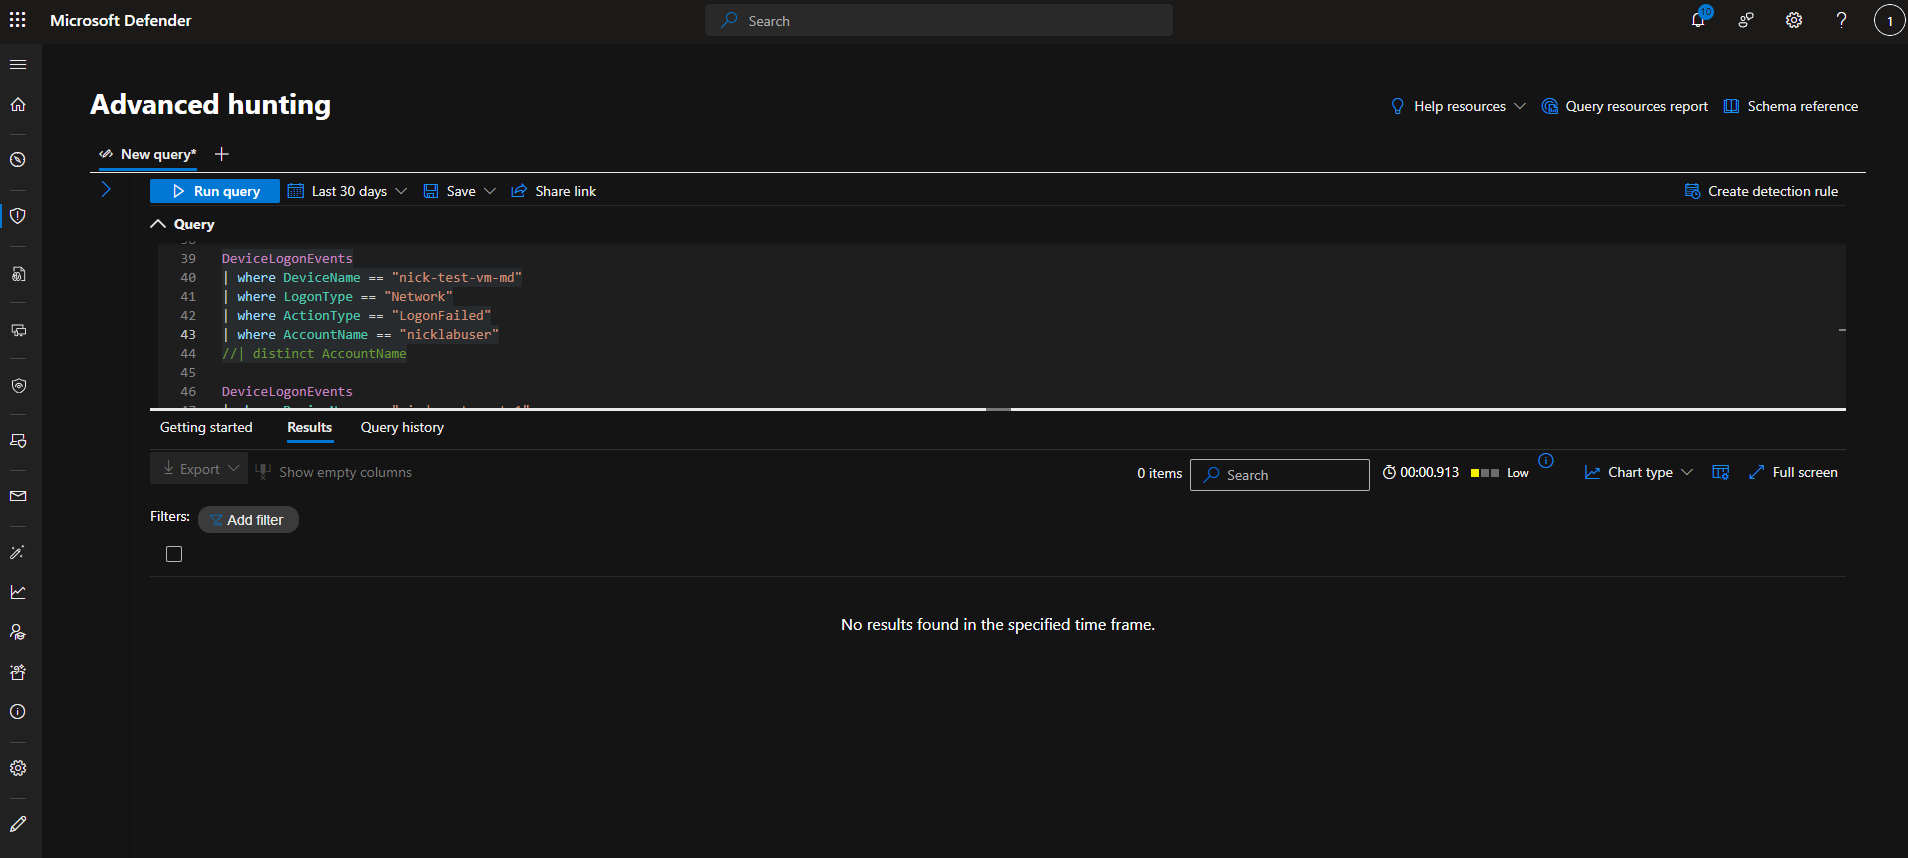 Microsoft Defender
Search
10
1
Advanced hunting
Help resources
Query resources report
Schema reference
New query*
Run query
Last 30 days
Save
Share link
Create detection rule
Query
39 DeviceLogonEvents
40 | where DeviceName == "nick-test-vm-md"
41 | where LogonType == "Network"
42 | where ActionType == "LogonFailed"
43 | where AccountName == "nicklabuser"
44 //| distinct AccountName
45
46 DeviceLogonEvents
Getting started
Results
Query history
Export
Show empty columns
0 items
Search
00:00.913
Low
Chart type
Full screen
Filters:
Add filter
No results found in the specified time frame.